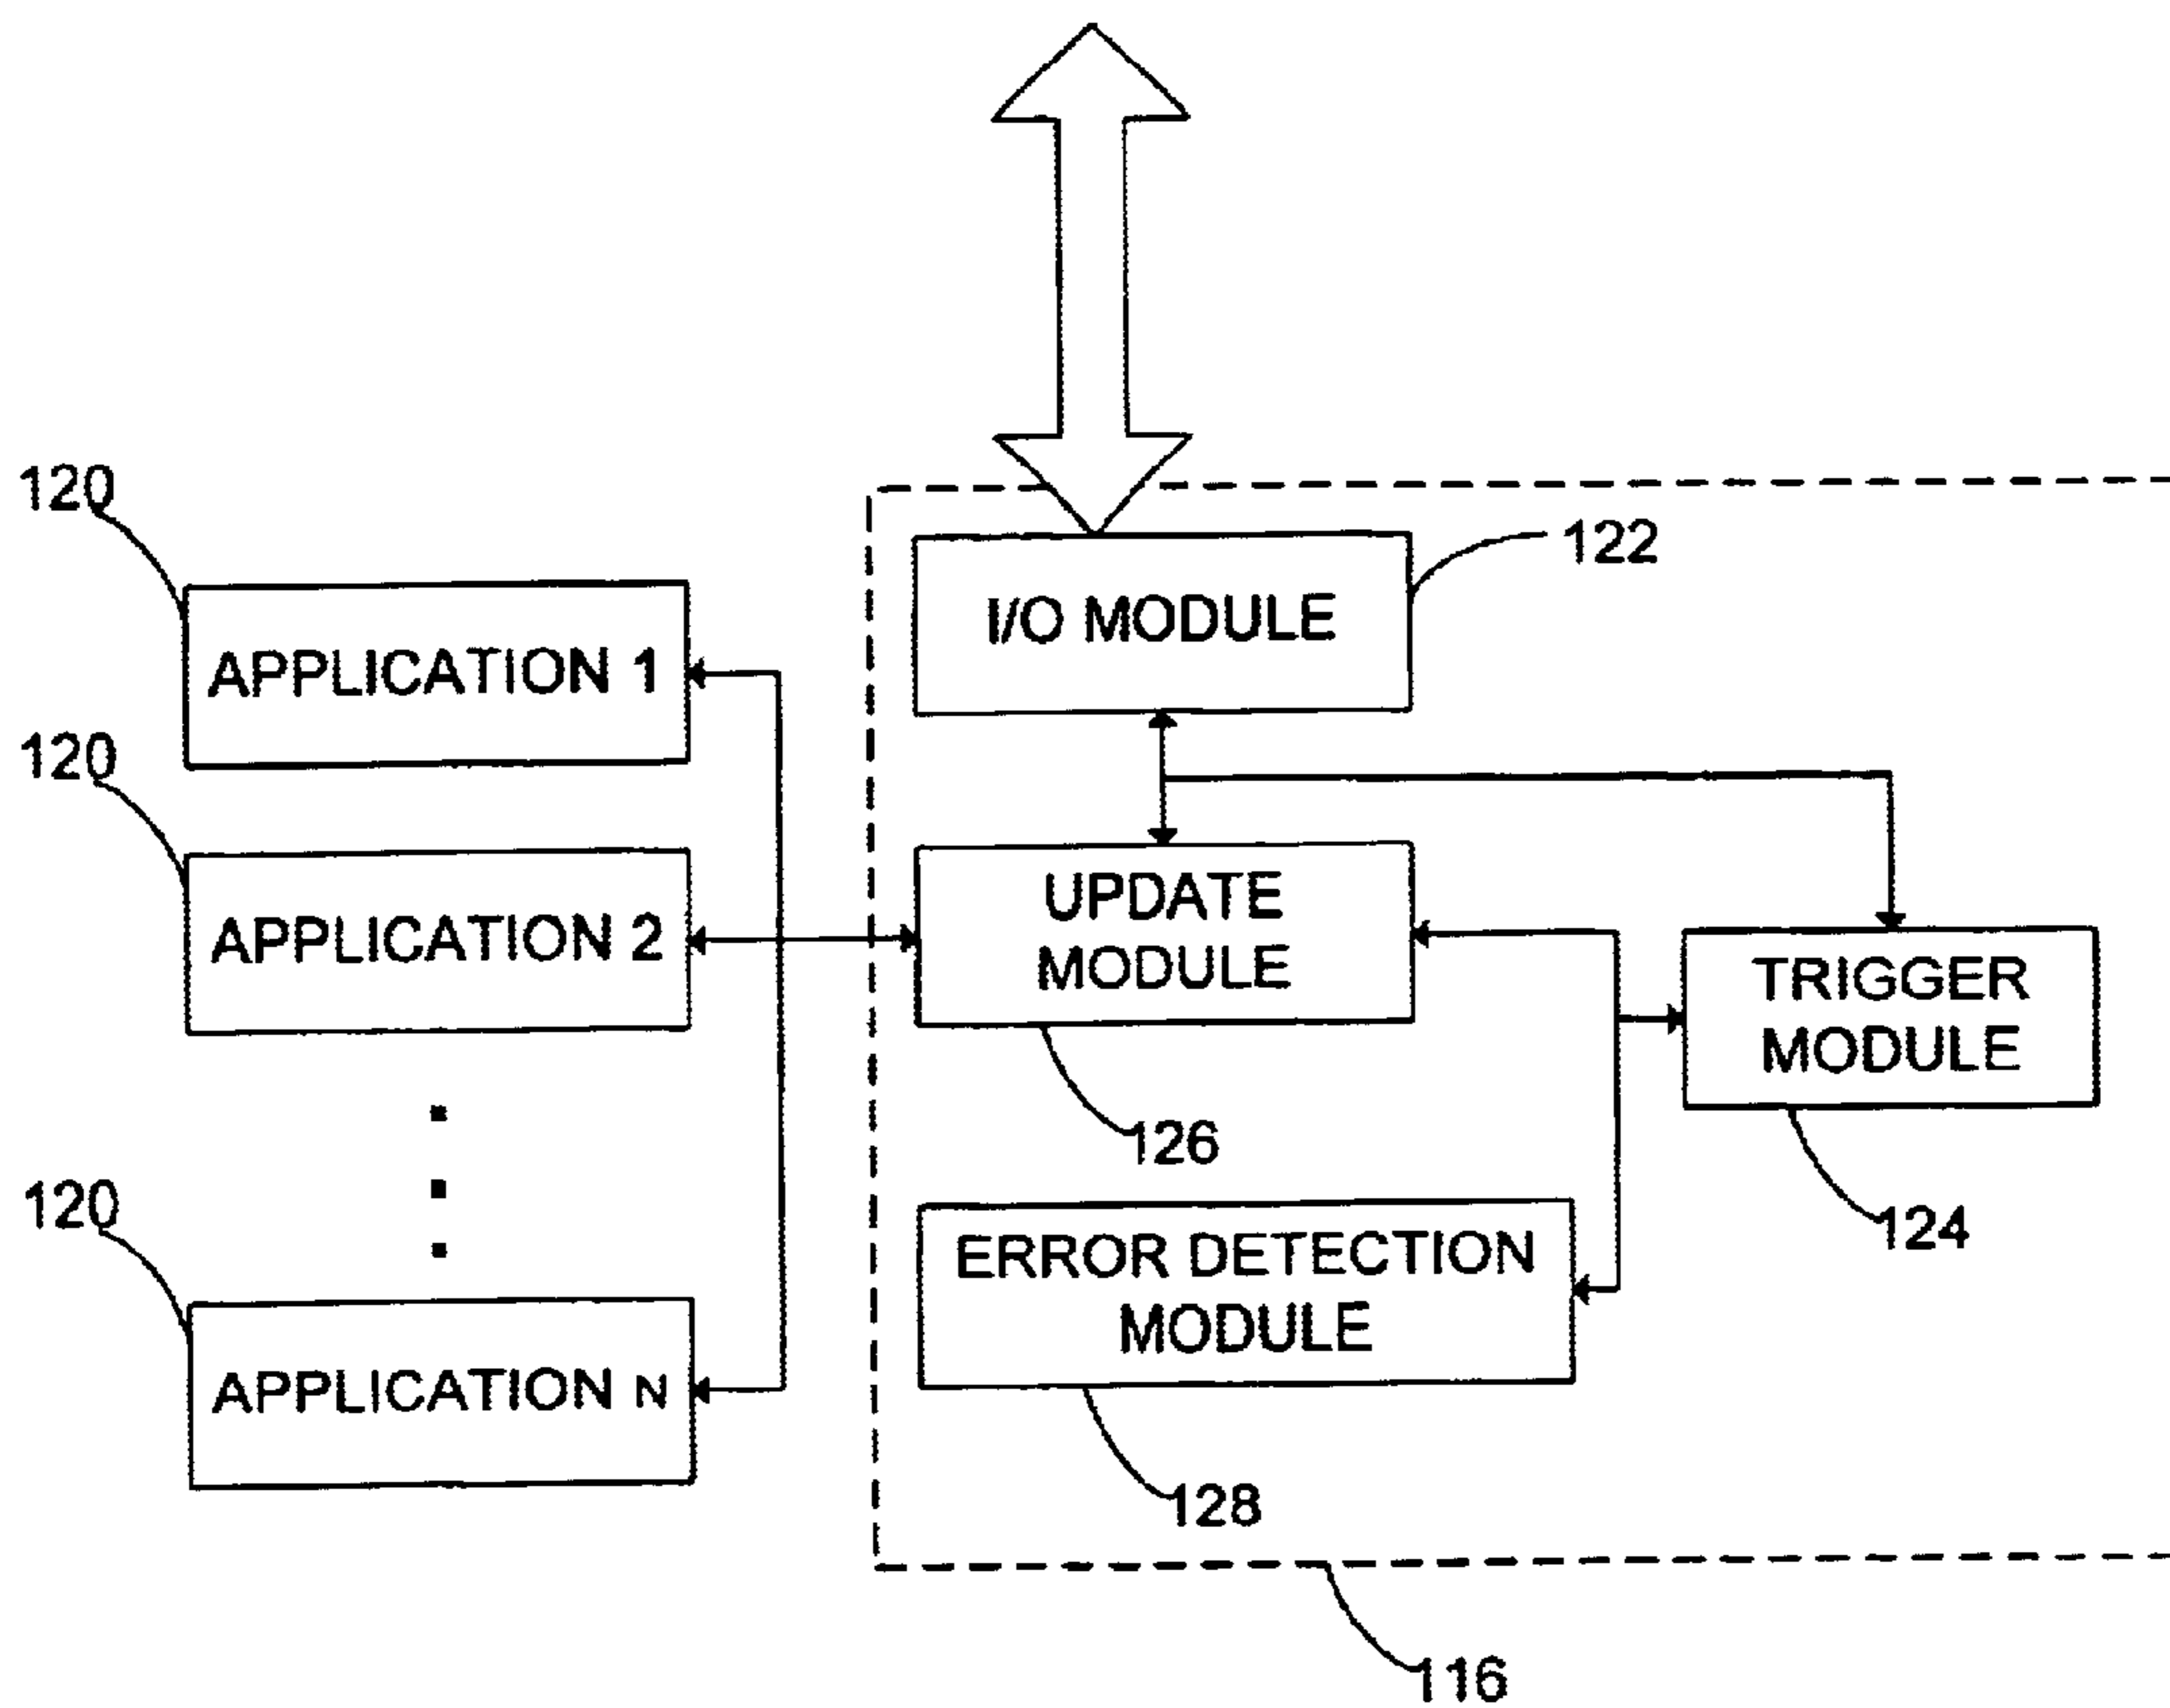 120
122
I/O MODULE
APPLICATION 1
120
UPDATE
MODULE
APPLICATION 2
TRIGGER
MODULE
126
120
124
ERROR DETECTION
MODULE
APPLICATION N
128
116